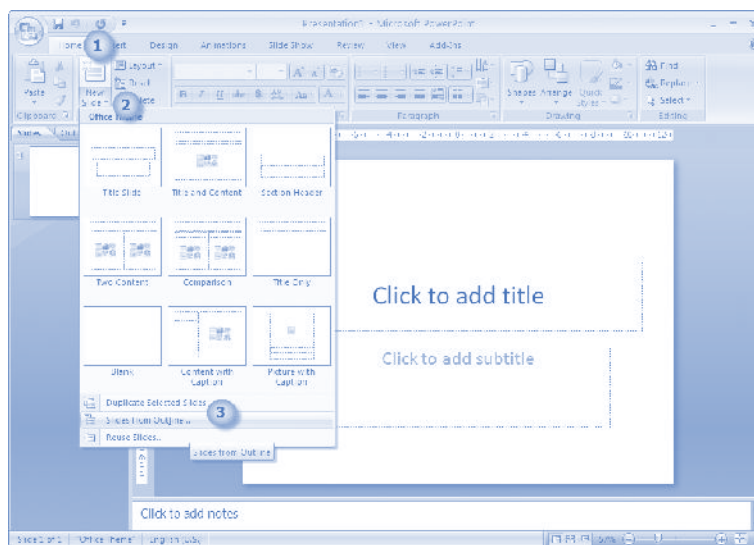 Presentation1 - Microsoft PowerPoint
Home Design Animations Slide Show Review View Add-Ins
1
Paste
New Slide
Layout
Reset
Shapes Arrange Quick Styles
Find
Replace
Select
2
Clipboard
Paragraph
Drawing
Editing
Office
Slides
Title Slide
Title and Content
Section Header
Two Content
Comparison
Title Only
Blank
Content with Caption
Picture with Caption
Duplicate Selected Slides
Slides from Outline...
3
Reuse Slides...
Slides from Outline
Click to add title
Click to add subtitle
Click to add notes
Slide 1 of 1 "Office Theme" English (U.S.)
57%